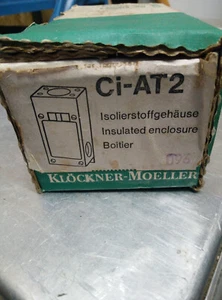 Ci-AT2
Isolierstoffgehäuse
Insulated enclosure
Boîtier
KLÖCKNER-MOELLER